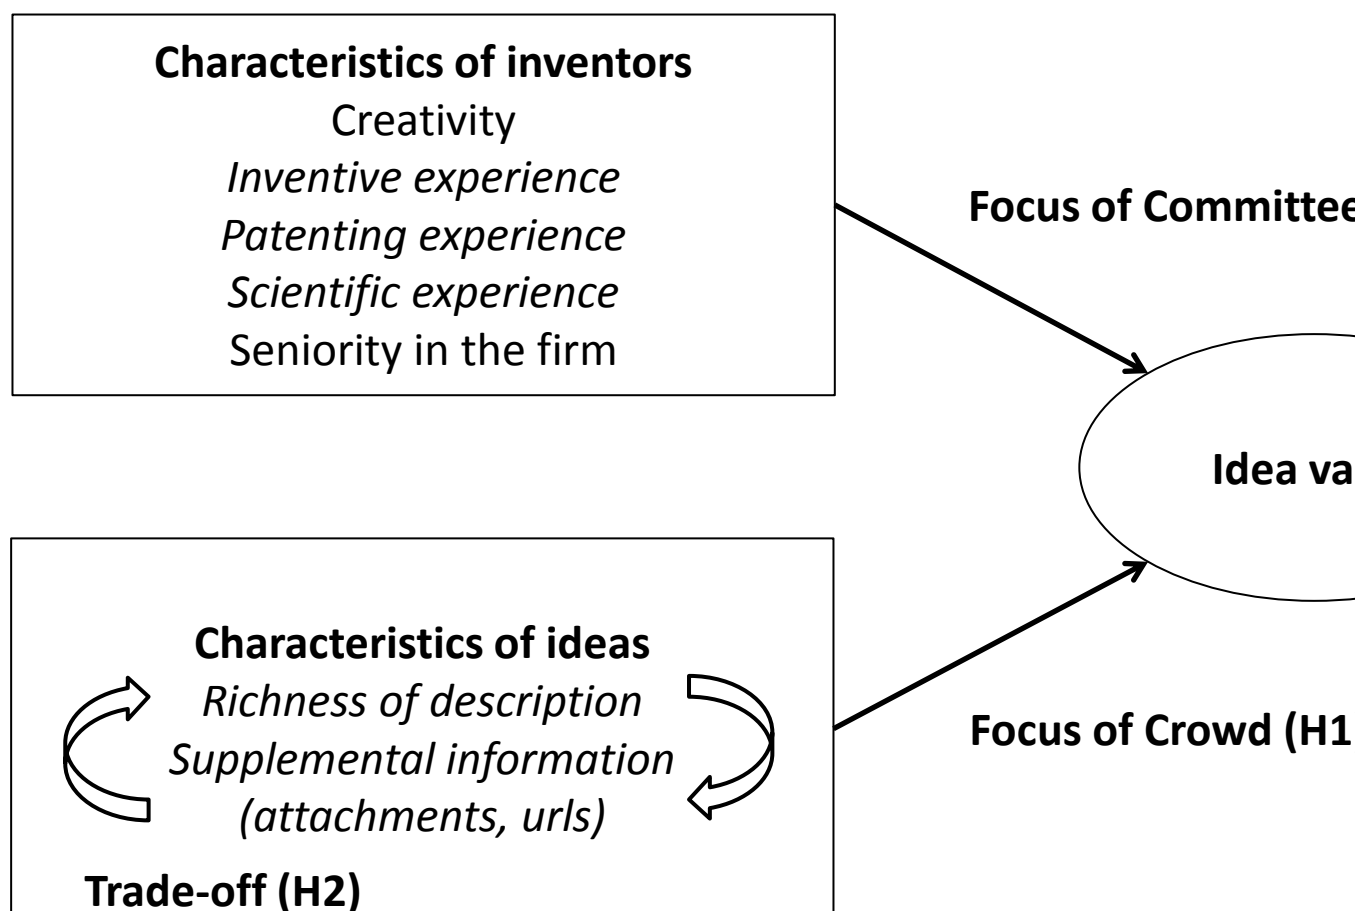 Characteristics of inventors
Creativity
Inventive experience
Patenting experience
Scientific experience
Seniority in the firm
Focus of Committee
Idea va
Characteristics of ideas
Richness of description
Supplemental information
(attachments, urls)
Trade-off (H2)
Focus of Crowd (H1